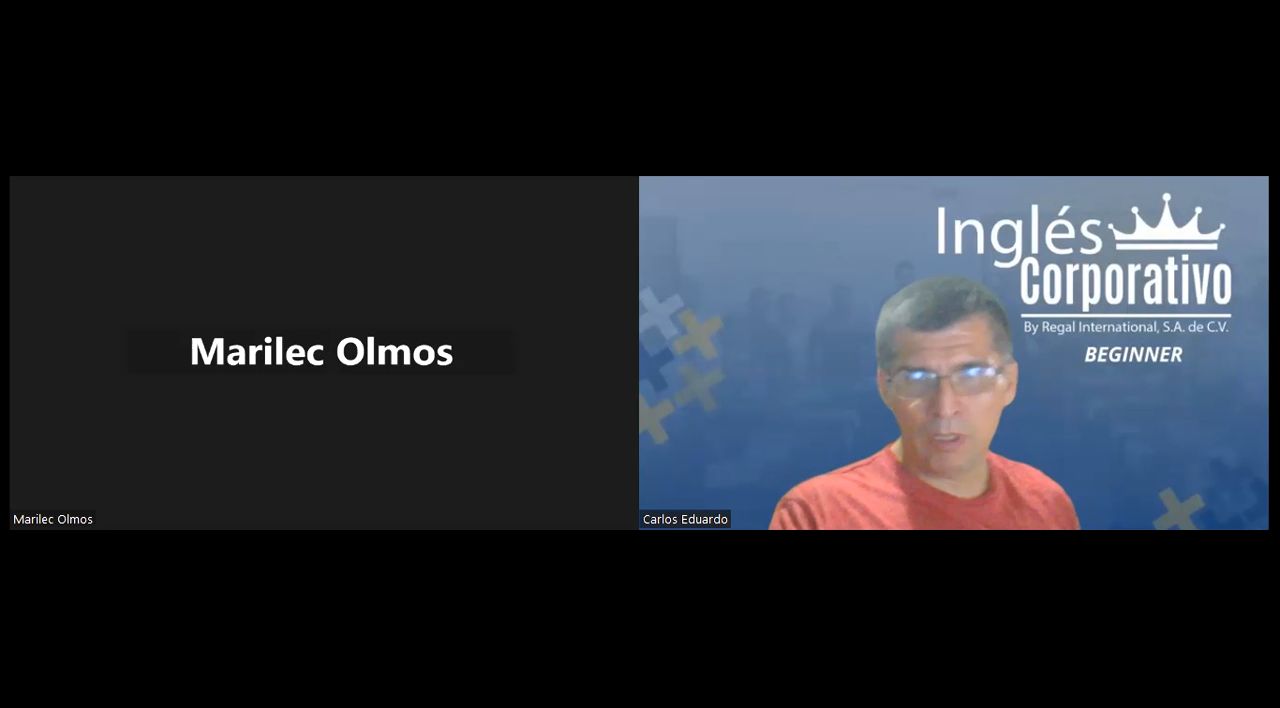 Marilec Olmos
Marilec Olmos
Inglés
Corporativo
By Regal International, S.A. de C.V.
BEGINNER
Carlos Eduardo